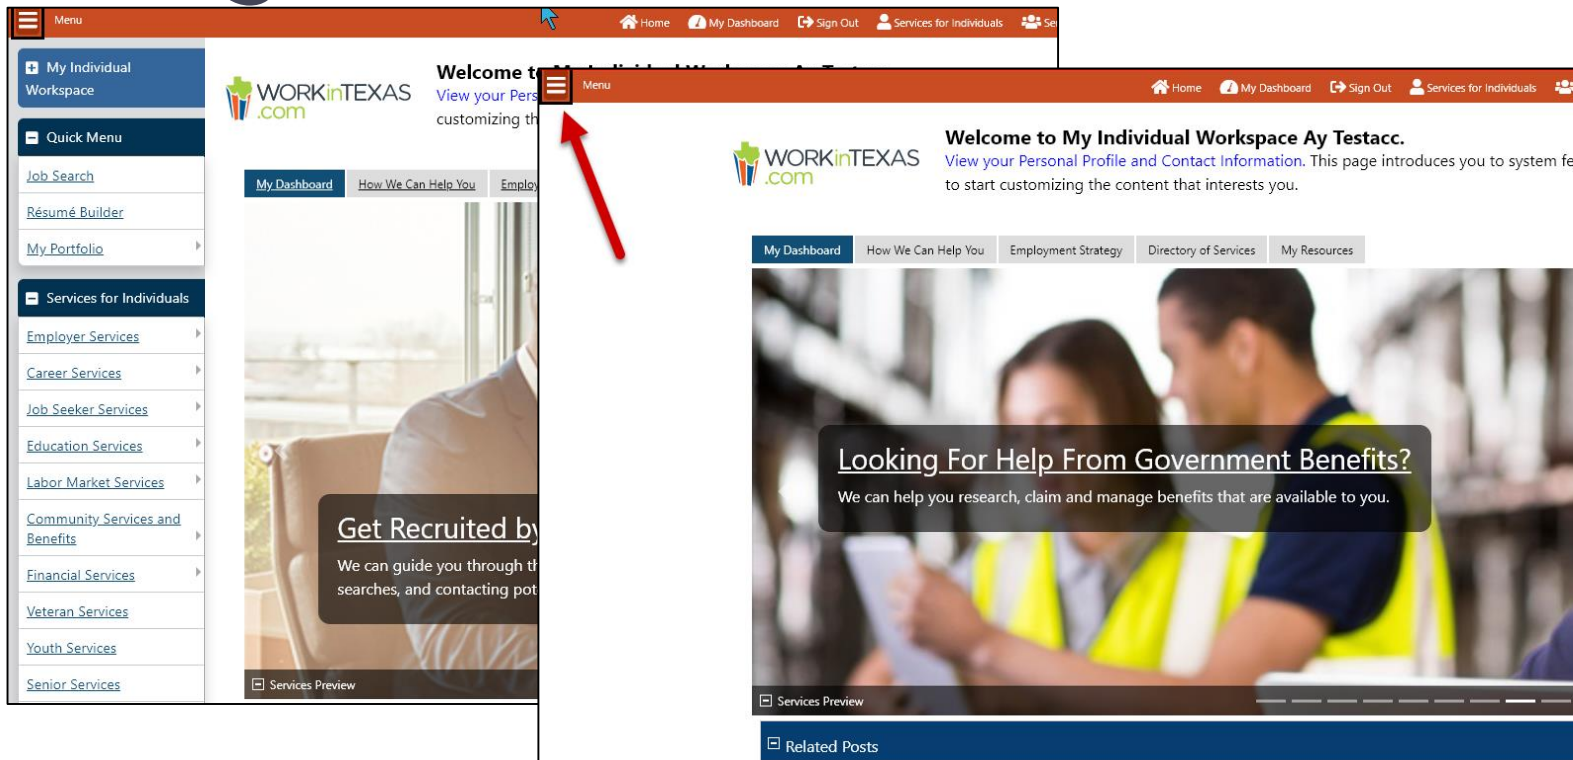 Menu
Home
My Dashboard
Sign Out
Services for Individuals
My Individual
Workspace
Quick Menu
Job Search
Résumé Builder
My Portfolio
Services for Individuals
Employer Services
Career Services
Job Seeker Services
Education Services
Labor Market Services
Community Services and
Benefits
Financial Services
Veteran Services
Youth Services
Senior Services
WORKinTEXAS
.com
Welcome
View your
customizing
My Dashboard
How We Can Help You
Get Recruited by
We can guide you through
searches, and contacting
Services Preview
Menu
Home
My Dashboard
Sign Out
Services for Individuals
WORKinTEXAS
.com
Welcome to My Individual Workspace Ay Testacc.
View your Personal Profile and Contact Information. This page introduces you to system
to start customizing the content that interests you.
My Dashboard
How We Can Help You
Employment Strategy
Directory of Services
My Resources
Looking For Help From Government Benefits?
We can help you research, claim and manage benefits that are available to you.
Services Preview
Related Posts